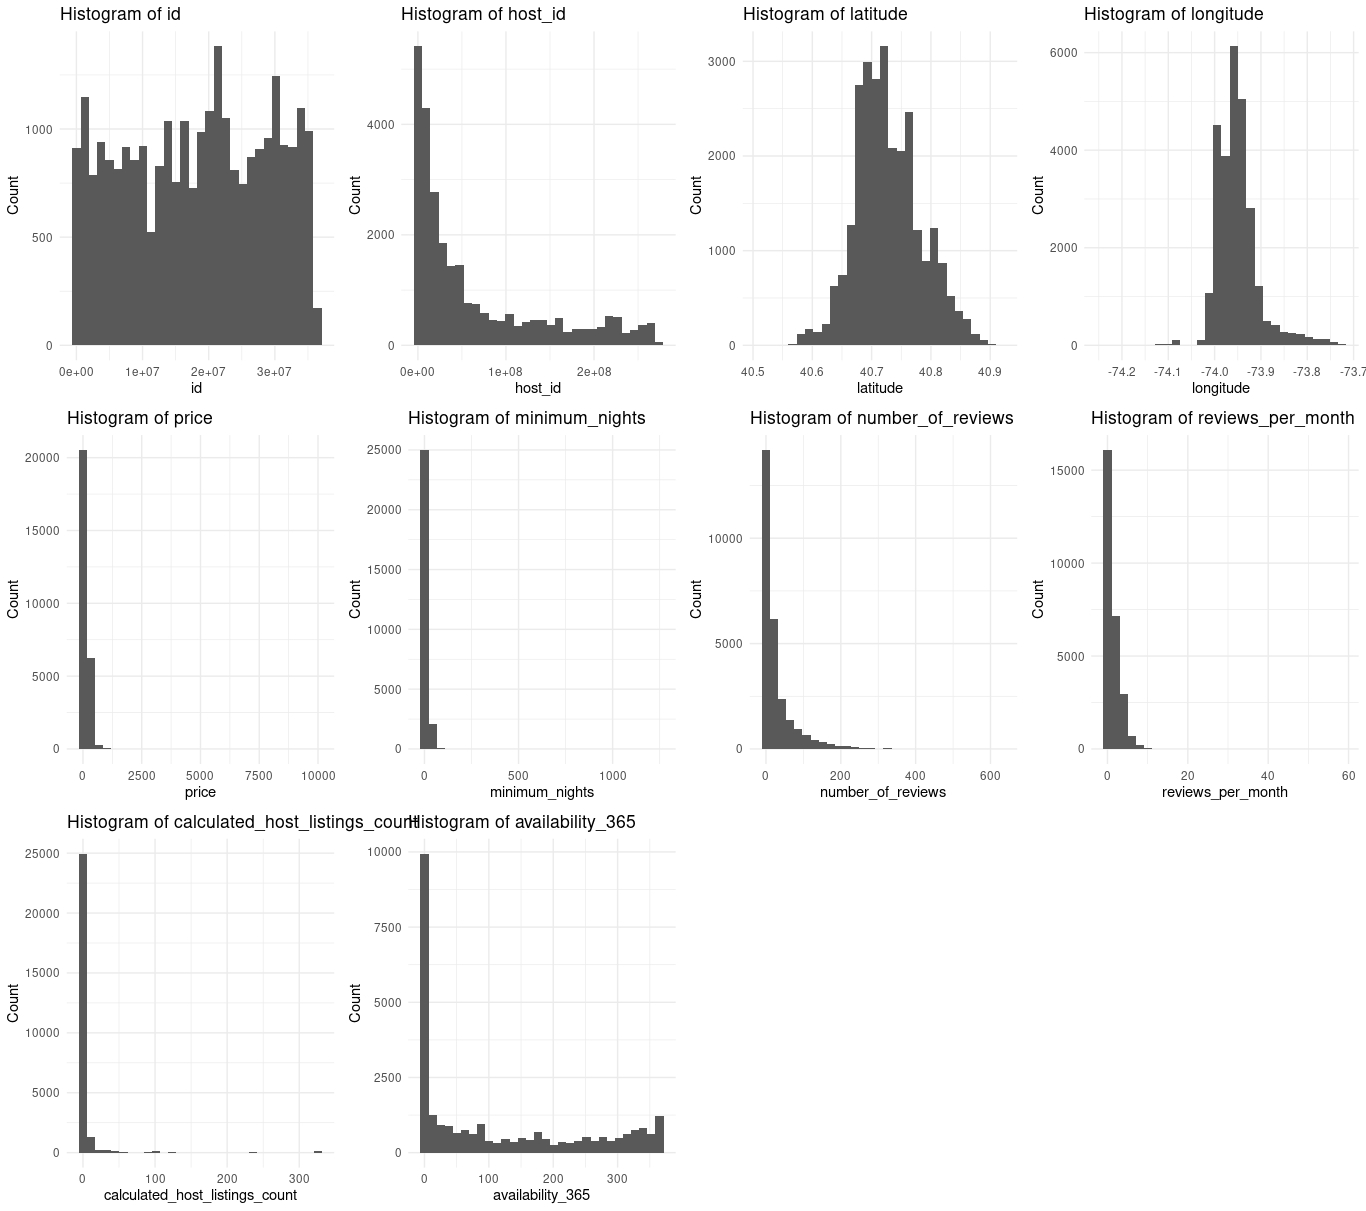 Histogram of id
Count
1000
500
0
0e+00 1e+07 2e+07 3e+07
id
Histogram of host_id
Count
4000
2000
0
0e+00 1e+08 2e+08
host_id
Histogram of latitude
Count
3000
2000
1000
0
40.5 40.6 40.7 40.8 40.9
latitude
Histogram of longitude
Count
6000
4000
2000
0
-74.2 -74.1 -74.0 -73.9 -73.8 -73.7
longitude
Histogram of price
Count
20000
15000
10000
5000
0
0 2500 5000 7500 10000
price
Histogram of minimum_nights
Count
25000
20000
15000
10000
5000
0
0 500 1000
minimum_nights
Histogram of number_of_reviews
Count
10000
5000
0
0 200 400 600
number_of_reviews
Histogram of reviews_per_month
Count
15000
10000
5000
0
0 20 40 60
reviews_per_month
Histogram of calculated_host_listings_count
Count
25000
20000
15000
10000
5000
0
0 100 200 300
calculated_host_listings_count
Histogram of availability_365
Count
10000
7500
5000
2500
0
0 100 200 300
availability_365